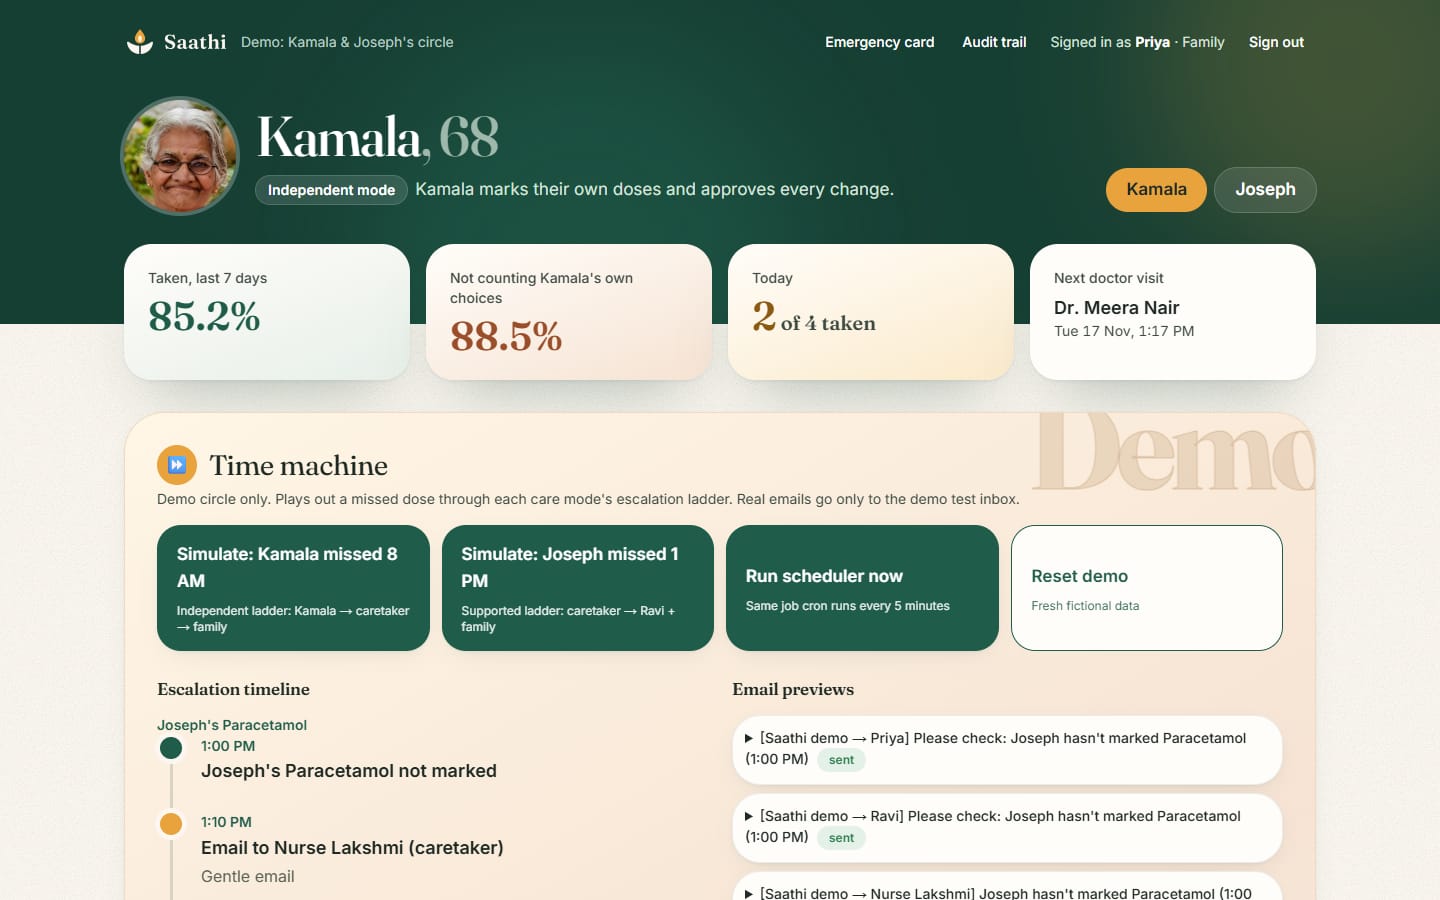 Saathi Demo: Kamala & Joseph's circle
Emergency card Audit trail Signed in as Priya · Family Sign out
Kamala, 68
Independent mode Kamala marks their own doses and approves every change.
Kamala Joseph
Taken, last 7 days
85.2%
Not counting Kamala's own
choices
88.5%
Today
2 of 4 taken
Next doctor visit
Dr. Meera Nair
Tue 17 Nov, 1:17 PM
Demo
Time machine
Demo circle only. Plays out a missed dose through each care mode's escalation ladder. Real emails go only to the demo test inbox.
Simulate: Kamala missed 8
AM
Independent ladder: Kamala → caretaker
→ family
Simulate: Joseph missed 1
PM
Supported ladder: caretaker → Ravi +
family
Run scheduler now
Same job cron runs every 5 minutes
Reset demo
Fresh fictional data
Escalation timeline
Joseph's Paracetamol
1:00 PM
Joseph's Paracetamol not marked
1:10 PM
Email to Nurse Lakshmi (caretaker)
Gentle email
Email previews
▶ [Saathi demo → Priya] Please check: Joseph hasn't marked Paracetamol
(1:00 PM) sent
▶ [Saathi demo → Ravi] Please check: Joseph hasn't marked Paracetamol
(1:00 PM) sent
▶ [Saathi demo → Nurse Lakshmi] Joseph hasn't marked Paracetamol (1:00